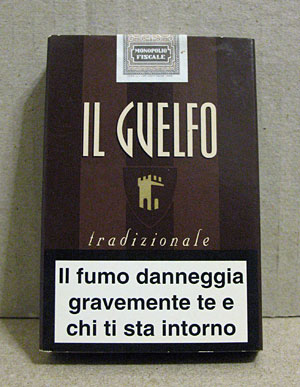 MONOPOLIO
FISCALE
IL GUELFO
tradizionale
Il fumo danneggia
gravemente te e
chi ti sta intorno